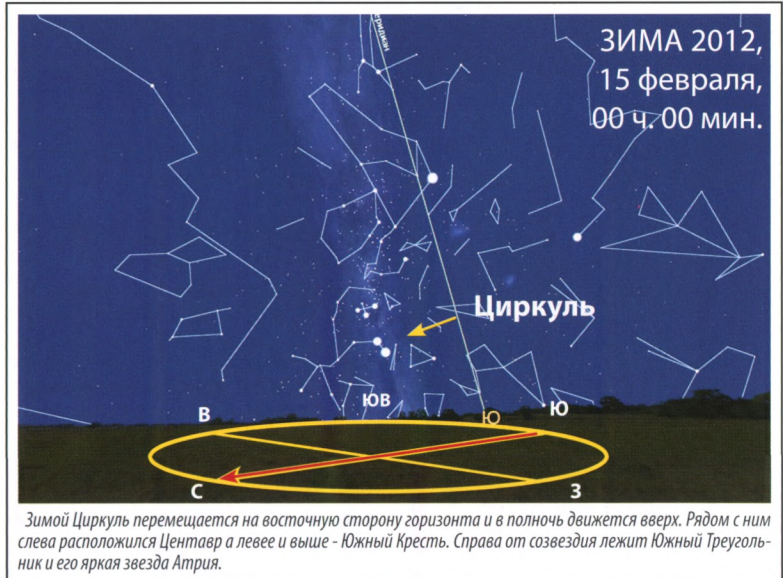 ЗИМА 2012,
15 февраля,
00 ч. 00 мин.
Циркуль
ЮВ
В
Ю
Ю
С
З
Зимой Циркуль перемещается на восточную сторону горизонта и в полночь движется вверх. Рядом с ним
слева расположился Центавр а левее и выше - Южный Кресть. Справа от созвездия лежит Южный Треуголь-
ник и его яркая звезда Атрия.